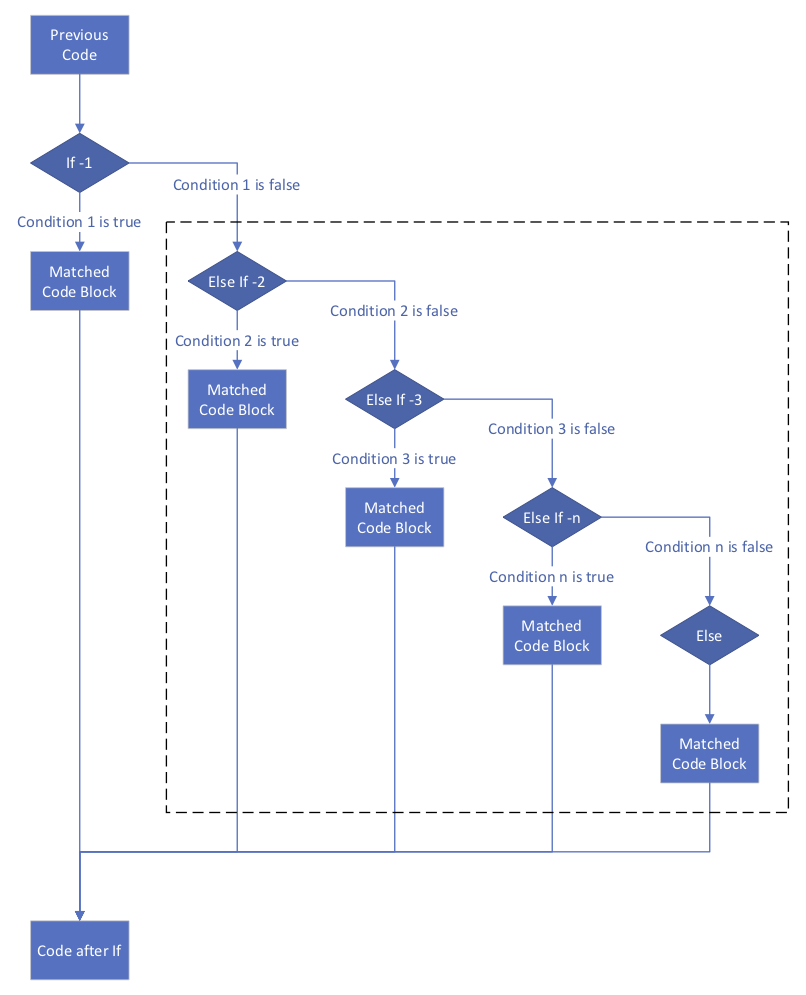 Previous
Code
If -1
Condition 1 is false
Condition 1 is true
Matched
Code Block
Else If -2
Condition 2 is false
Condition 2 is true
Matched
Code Block
Else If -3
Condition 3 is false
Condition 3 is true
Matched
Code Block
Else If -n
Condition n is false
Condition n is true
Matched
Code Block
Else
Matched
Code Block
Code after If